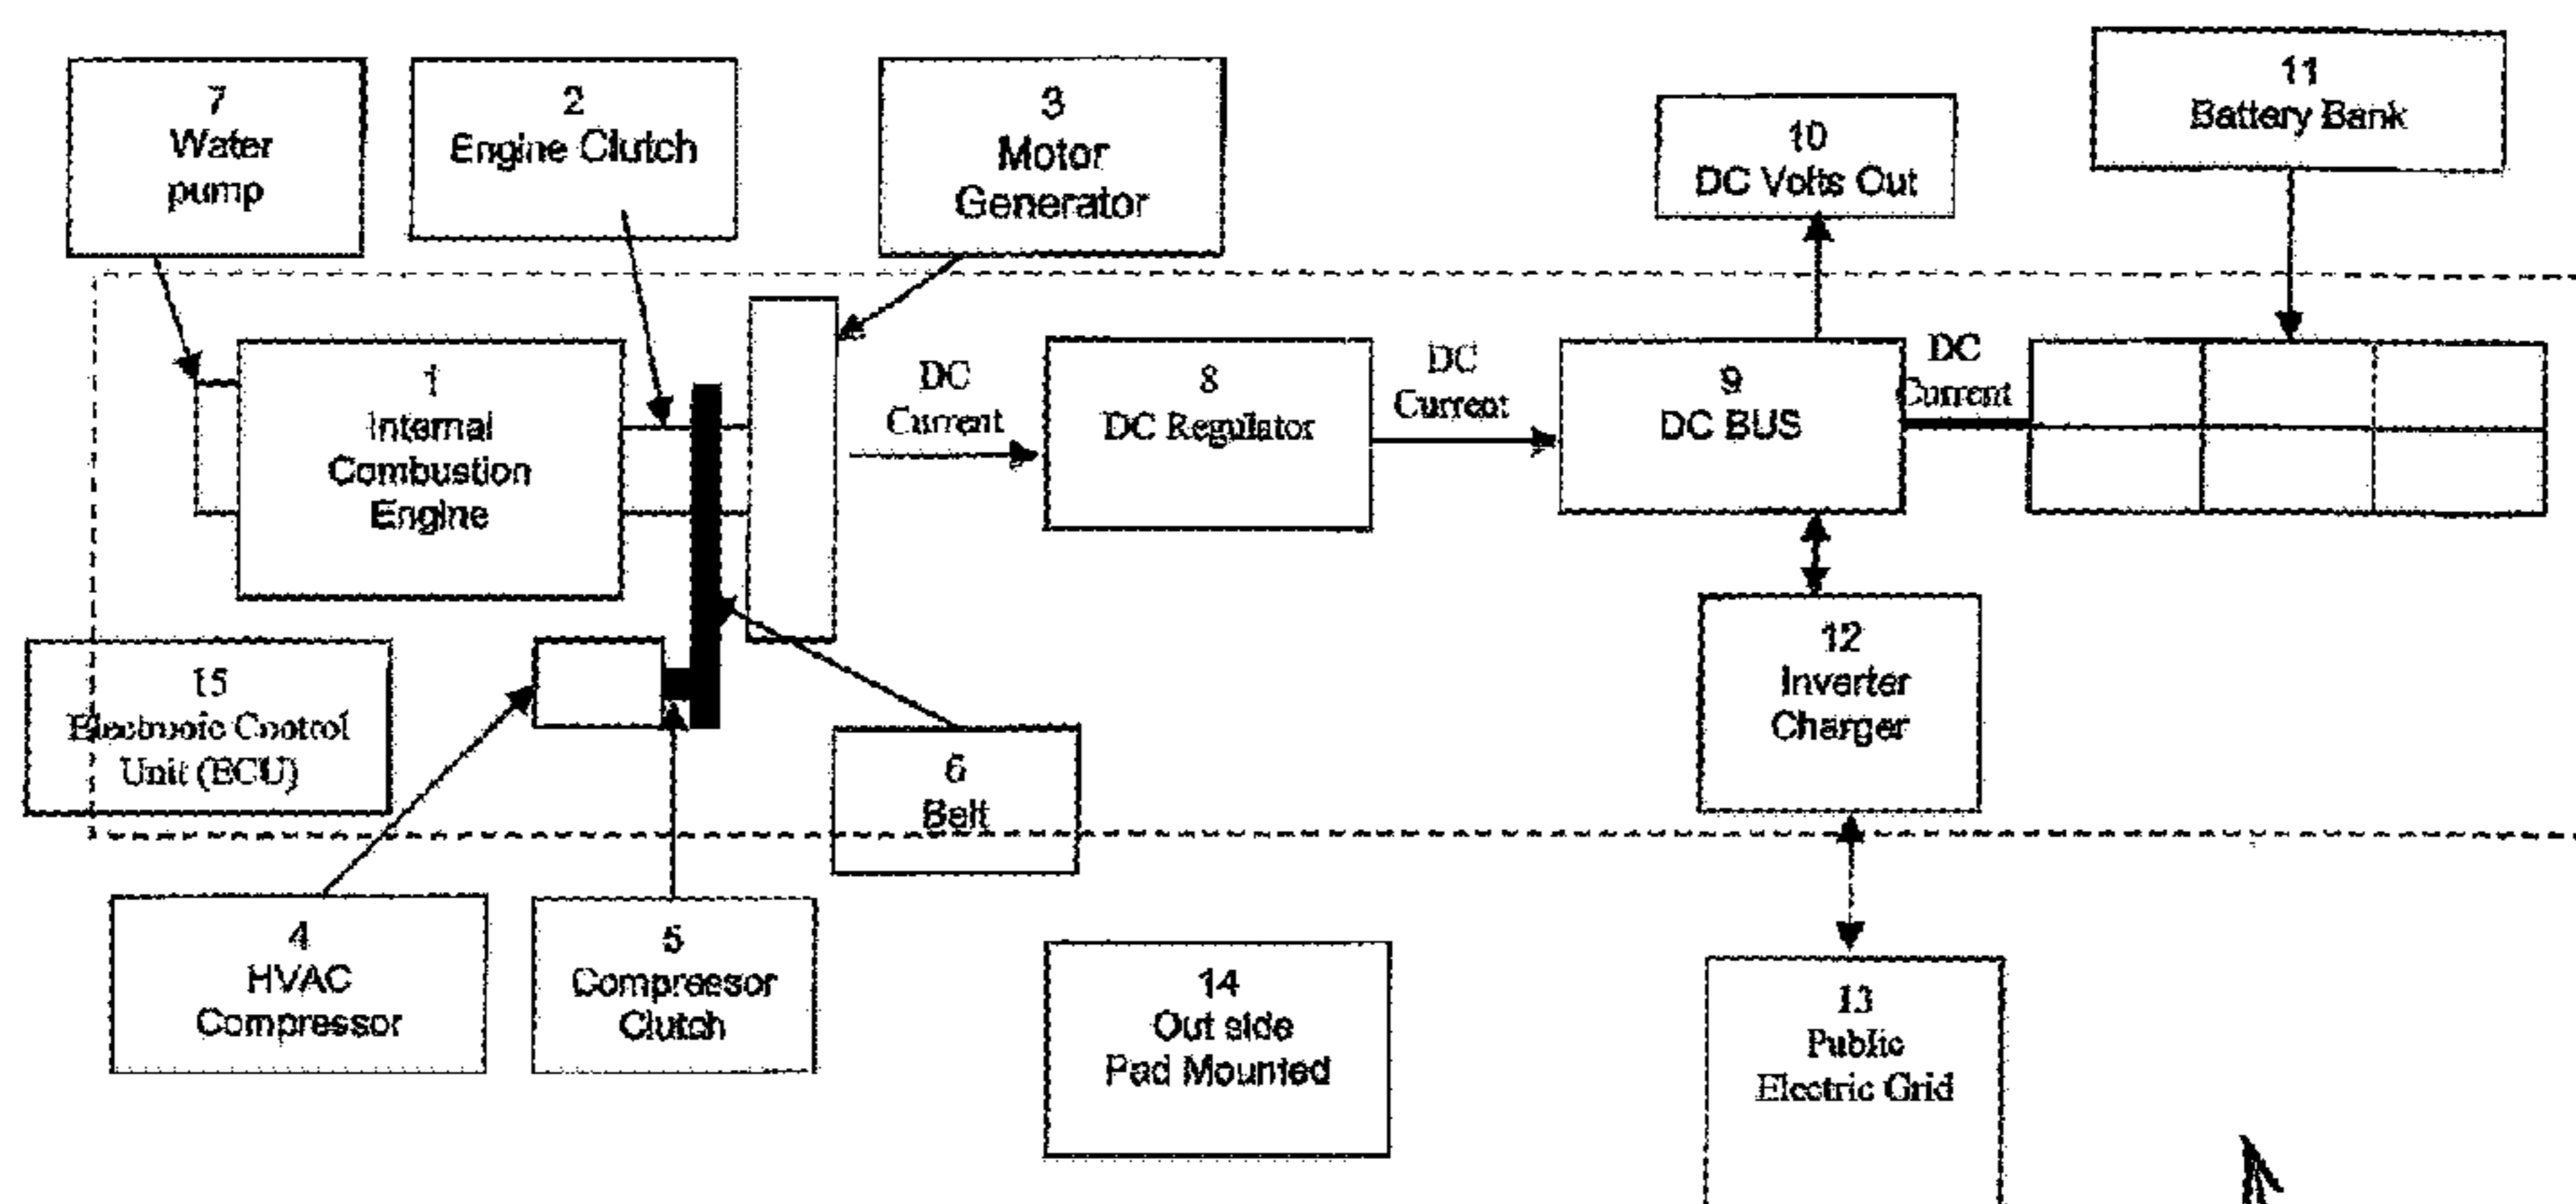 7
Water
pump
2
Engine Clutch
3
Motor
Generator
10
DC Volts Out
11
Battery Bank
1
Internal
Combustion
Engine
DC
Current
8
DC Regulator
DC
Current
9
DC BUS
DC
Current
15
Electronic Control
Unit (ECU)
6
Belt
12
Inverter
Charger
4
HVAC
Compressor
5
Compressor
Clutch
14
Out side
Pad Mounted
13
Public
Electric Grid